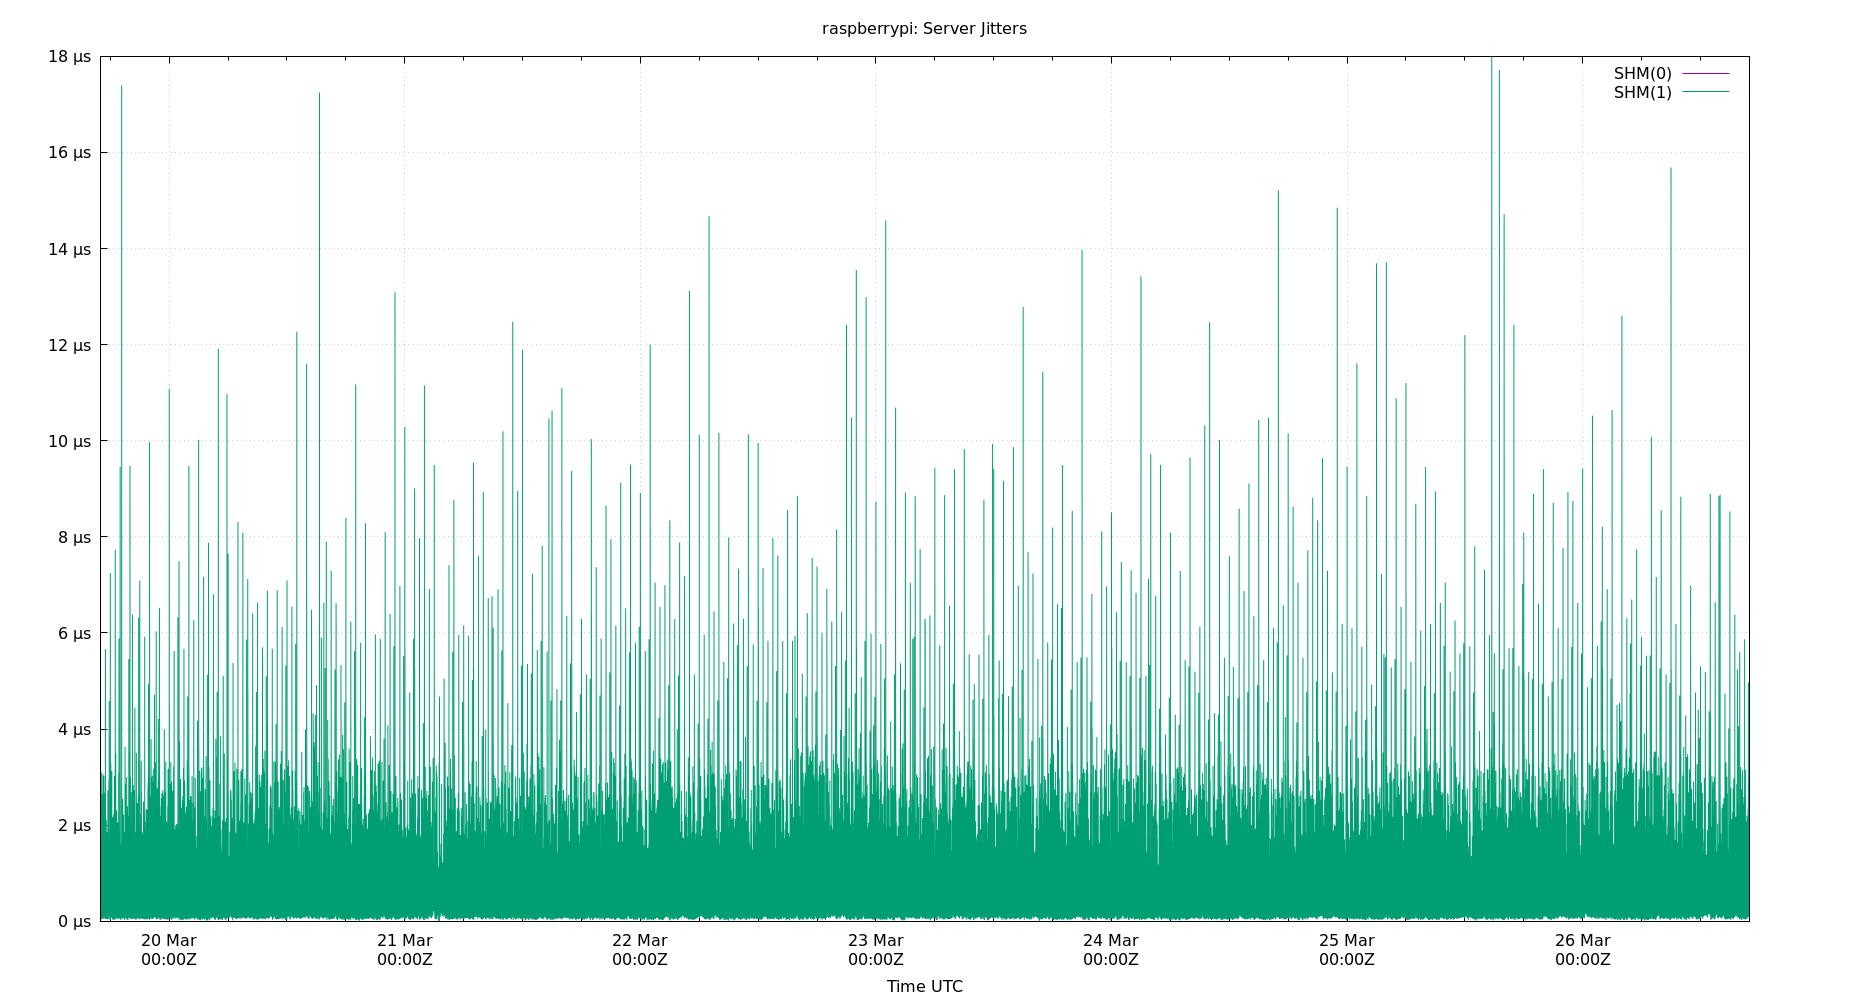 raspberrypi: Server Jitters
18 µs
16 µs
14 µs
12 µs
10 µs
8 µs
6 µs
4 µs
2 µs
0 µs
SHM(0)
SHM(1)
20 Mar 21 Mar 22 Mar 23 Mar 24 Mar 25 Mar 26 Mar
00:00Z 00:00Z 00:00Z 00:00Z 00:00Z 00:00Z 00:00Z
Time UTC